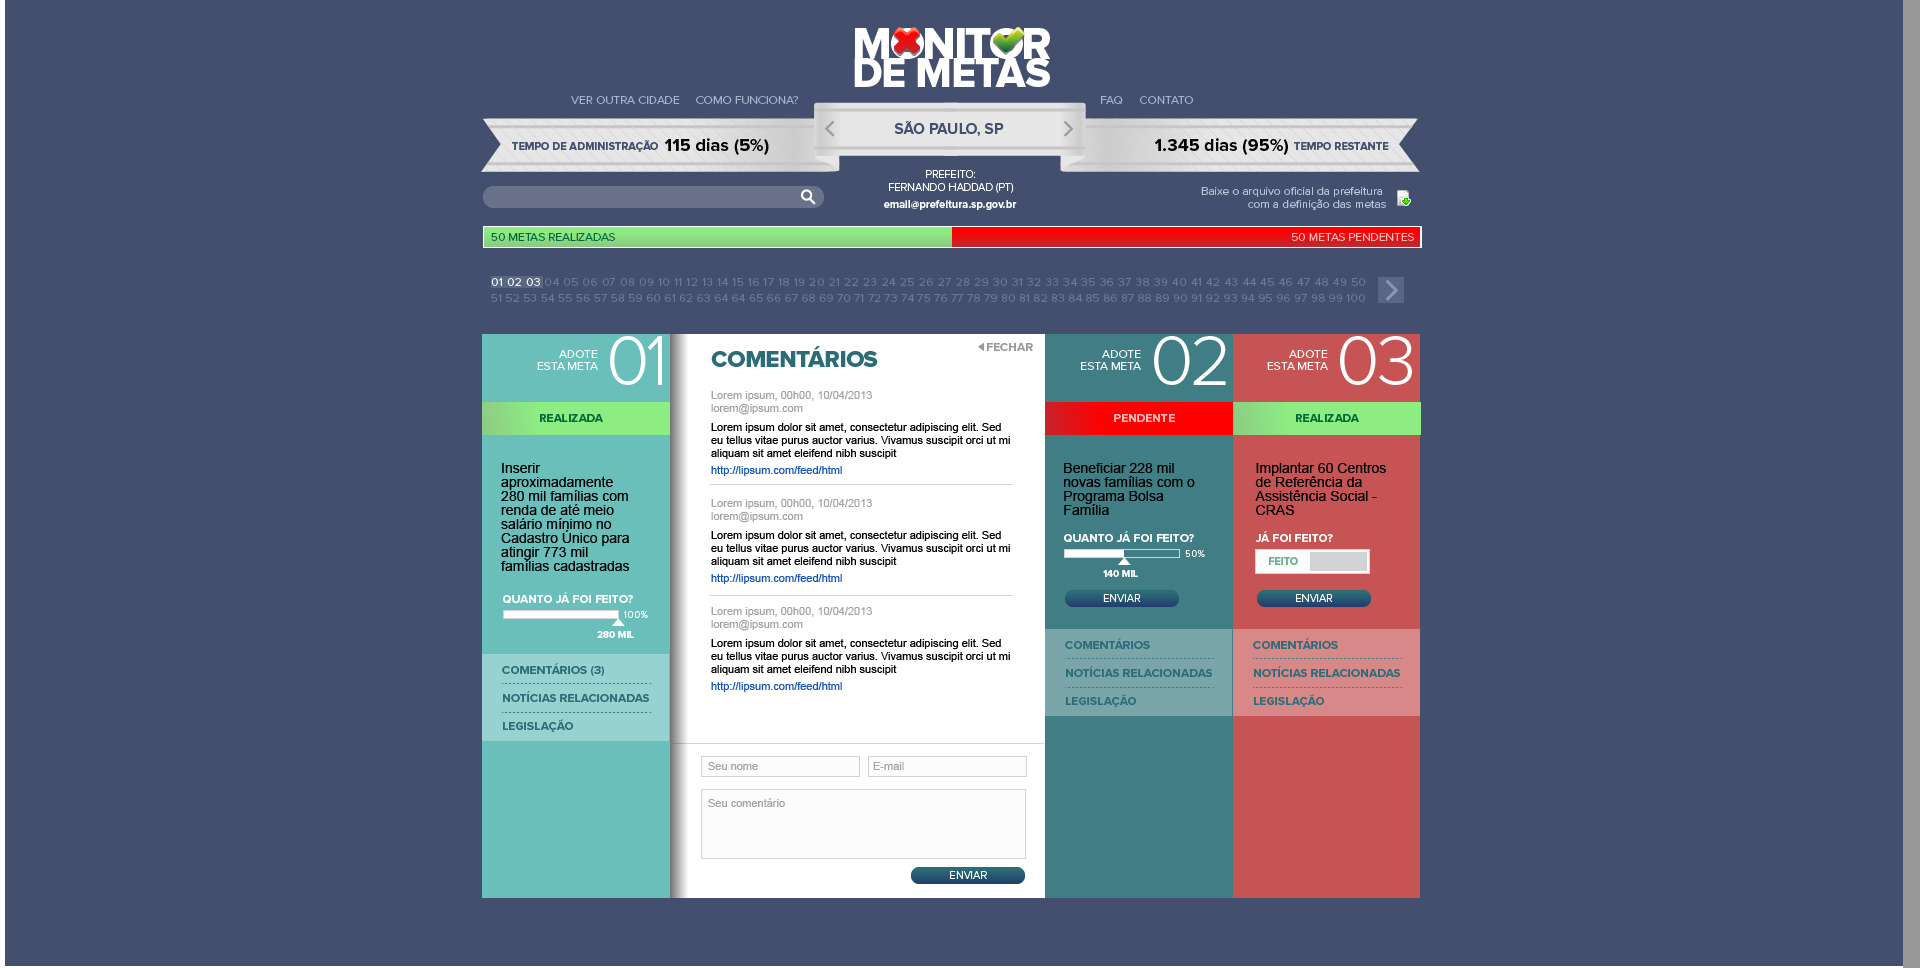 MONITOR
DE METAS
VER OUTRA CIDADE COMO FUNCIONA?
FAQ CONTATO
TEMPO DE ADMINISTRAÇÃO 115 dias (5%)
SÃO PAULO, SP
1.345 dias (95%) TEMPO RESTANTE
PREFEITO:
FERNANDO HADDAD (PT)
email@prefeitura.sp.gov.br
Baixe o arquivo oficial da prefeitura
com a definição das metas
50 METAS REALIZADAS
50 METAS PENDENTES
01 02 03 04 05 06 07 08 09 10 11 12 13 14 15 16 17 18 19 20 21 22 23 24 25 26 27 28 29 30 31 32 33 34 35 36 37 38 39 40 41 42 43 44 45 46 47 48 49 50
51 52 53 54 55 56 57 58 59 60 61 62 63 64 64 65 66 67 68 69 70 71 72 73 74 75 76 77 78 79 80 81 82 83 84 85 86 87 88 89 90 91 92 93 94 95 96 97 98 99 100
ADOTE
ESTA META
01
REALIZADA
Inserir
aproximadamente
280 mil famílias com
renda de até meio
salário mínimo no
Cadastro Único para
atingir 773 mil
famílias cadastradas
QUANTO JÁ FOI FEITO?
100%
280 MIL
COMENTÁRIOS (3)
NOTÍCIAS RELACIONADAS
LEGISLAÇÃO
FECHAR
COMENTÁRIOS
Lorem ipsum, 00h00, 10/04/2013
lorem@ipsum.com
Lorem ipsum dolor sit amet, consectetur adipiscing elit. Sed
eu tellus vitae purus auctor varius. Vivamus suscipit orci ut mi
aliquam sit amet eleifend nibh suscipit
http://lipsum.com/feed/html
Lorem ipsum, 00h00, 10/04/2013
lorem@ipsum.com
Lorem ipsum dolor sit amet, consectetur adipiscing elit. Sed
eu tellus vitae purus auctor varius. Vivamus suscipit orci ut mi
aliquam sit amet eleifend nibh suscipit
http://lipsum.com/feed/html
Lorem ipsum, 00h00, 10/04/2013
lorem@ipsum.com
Lorem ipsum dolor sit amet, consectetur adipiscing elit. Sed
eu tellus vitae purus auctor varius. Vivamus suscipit orci ut mi
aliquam sit amet eleifend nibh suscipit
http://lipsum.com/feed/html
Seu nome
E-mail
Seu comentário
ENVIAR
ADOTE
ESTA META
02
PENDENTE
Beneficiar 228 mil
novas famílias com o
Programa Bolsa
Família
QUANTO JÁ FOI FEITO?
50%
140 MIL
ENVIAR
COMENTÁRIOS
NOTÍCIAS RELACIONADAS
LEGISLAÇÃO
ADOTE
ESTA META
03
REALIZADA
Implantar 60 Centros
de Referência da
Assistência Social -
CRAS
JÁ FOI FEITO?
FEITO
ENVIAR
COMENTÁRIOS
NOTÍCIAS RELACIONADAS
LEGISLAÇÃO